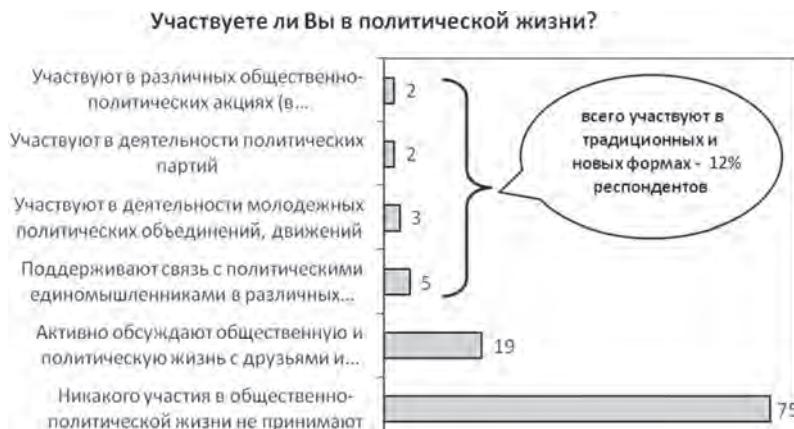 Участвуете ли Вы в политической жизни?
Участвуют в различных общественно-
политических акциях (в...
2
Участвуют в деятельности политических
партий
2
Участвуют в деятельности молодежных
политических объединений, движений
3
Поддерживают связь с политическими
единомышленниками в различных...
5
всего участвуют в
традиционных и
новых формах - 12%
респондентов
Активно обсуждают общественную и
политическую жизнь с друзьями и...
19
Никакого участия в общественно-
политической жизни не принимают
75